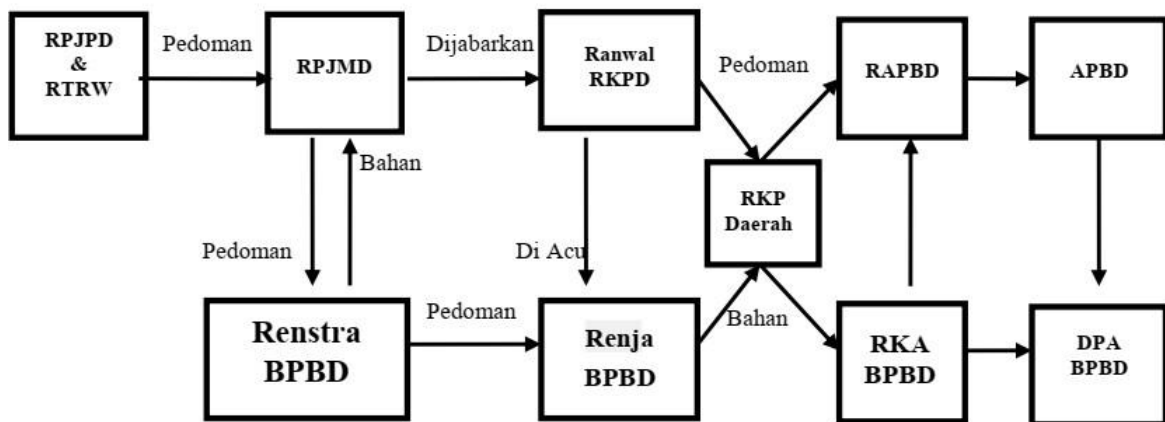 RPJPD
&
RTRW
Pedoman
RPJMD
Dijabarkan
Ranwal
RKPD
Pedoman
RAPBD
APBD
Bahan
RKP
Daerah
Pedoman
Di Acu
Renstra
BPBD
Pedoman
Renja
BPBD
Bahan
RKA
BPBD
DPA
BPBD